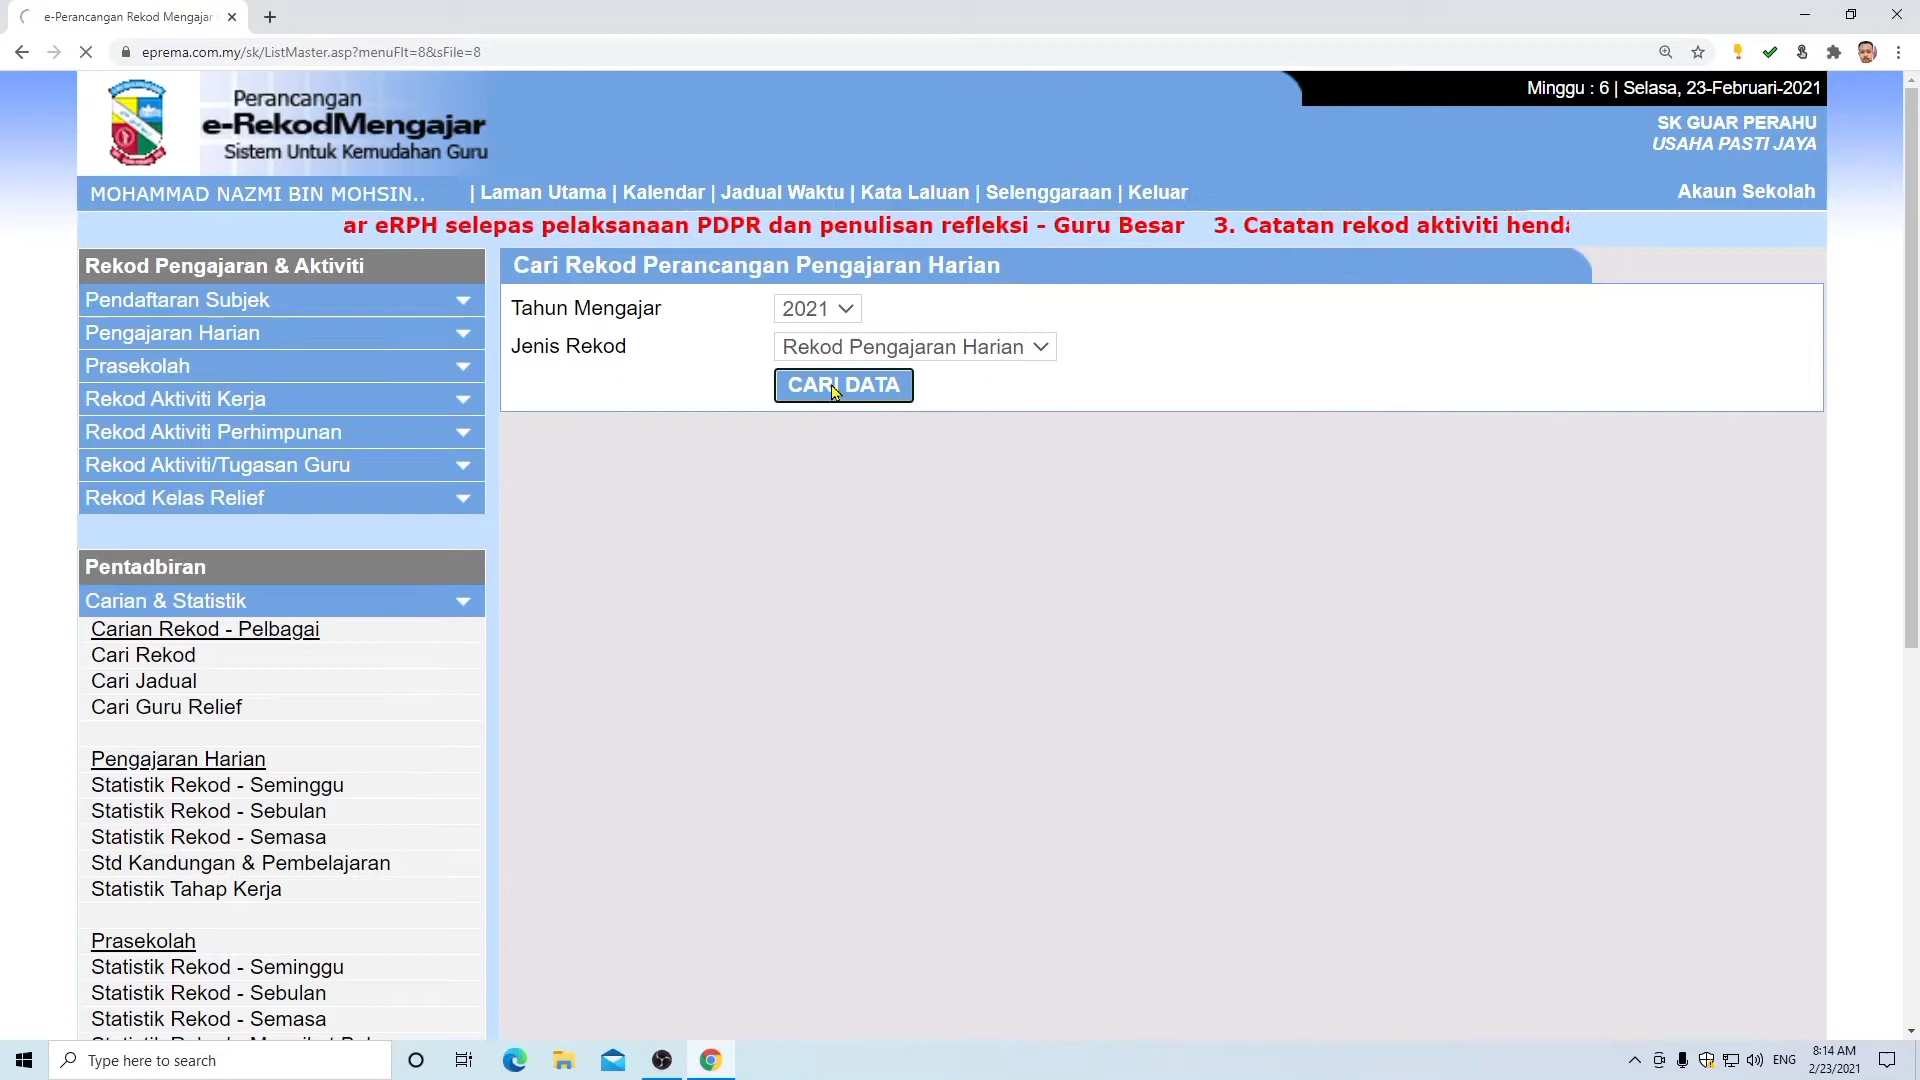 e-Perancangan Rekod Mengajar
eprema.com.my/sk/ListMaster.asp?menuFlt=8&sFile=8
Minggu : 6 | Selasa, 23-Februari-2021
Perancangan
e-RekodMengajar
Sistem Untuk Kemudahan Guru
SK GUAR PERAHU
USAHA PASTI JAYA
MOHAMMAD NAZMI BIN MOHSIN..
| Laman Utama | Kalendar | Jadual Waktu | Kata Laluan | Selenggaraan | Keluar
Akaun Sekolah
ar eRPH selepas pelaksanaan PDPR dan penulisan refleksi - Guru Besar 3. Catatan rekod aktiviti
Rekod Pengajaran & Aktiviti
Pendaftaran Subjek
Pengajaran Harian
Prasekolah
Rekod Aktiviti Kerja
Rekod Aktiviti Perhimpunan
Rekod Aktiviti/Tugasan Guru
Rekod Kelas Relief
Cari Rekod Perancangan Pengajaran Harian
Tahun Mengajar
2021
Jenis Rekod
Rekod Pengajaran Harian
CARI DATA
Pentadbiran
Carian & Statistik
Carian Rekod - Pelbagai
Cari Rekod
Cari Jadual
Cari Guru Relief
Pengajaran Harian
Statistik Rekod - Seminggu
Statistik Rekod - Sebulan
Statistik Rekod - Semasa
Std Kandungan & Pembelajaran
Statistik Tahap Kerja
Prasekolah
Statistik Rekod - Seminggu
Statistik Rekod - Sebulan
Statistik Rekod - Semasa
Type here to search
ENG
8:14 AM
2/23/2021